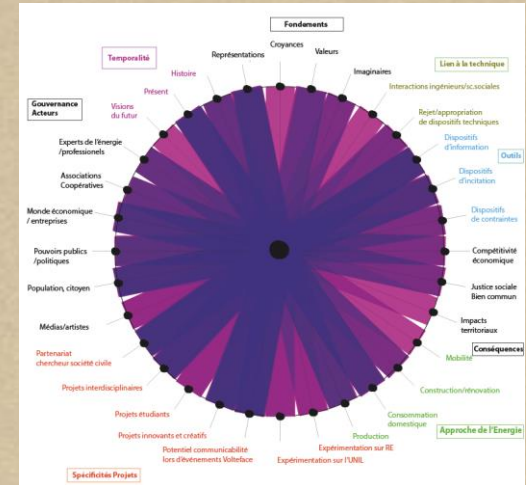 Fondements
Croyances
Représentations
Valeurs
Temporalité
Imaginaires
Lien à la technique
Histoire
Interactions ingénieurs/sc.sociales
Présent
Gouvernance
Acteurs
Visions
du futur
Rejet/appropriation
de dispositifs techniques
Experts de l'énergie
/professionels
Dispositifs
d'information
Outils
Associations
Coopératives
Dispositifs
d'incitation
Monde économique
/ entreprises
Dispositifs
de contraintes
Pouvoirs publics
/politiques
Compétitivité
économique
Population, citoyen
Justice sociale
Bien commun
Médias/artistes
Impacts
territoriaux
Conséquences
Partenariat
chercheur société civile
Mobilité
Projets interdisciplinaires
Construction/rénovation
Projets étudiants
Consommation
domestique
Approche de l'Energie
Projets innovants et créatifs
Production
Potentiel communicabilité
lors d'événements Volteface
Expérimentation sur RE
Expérimentation sur l'UNIL
Spécificités Projets